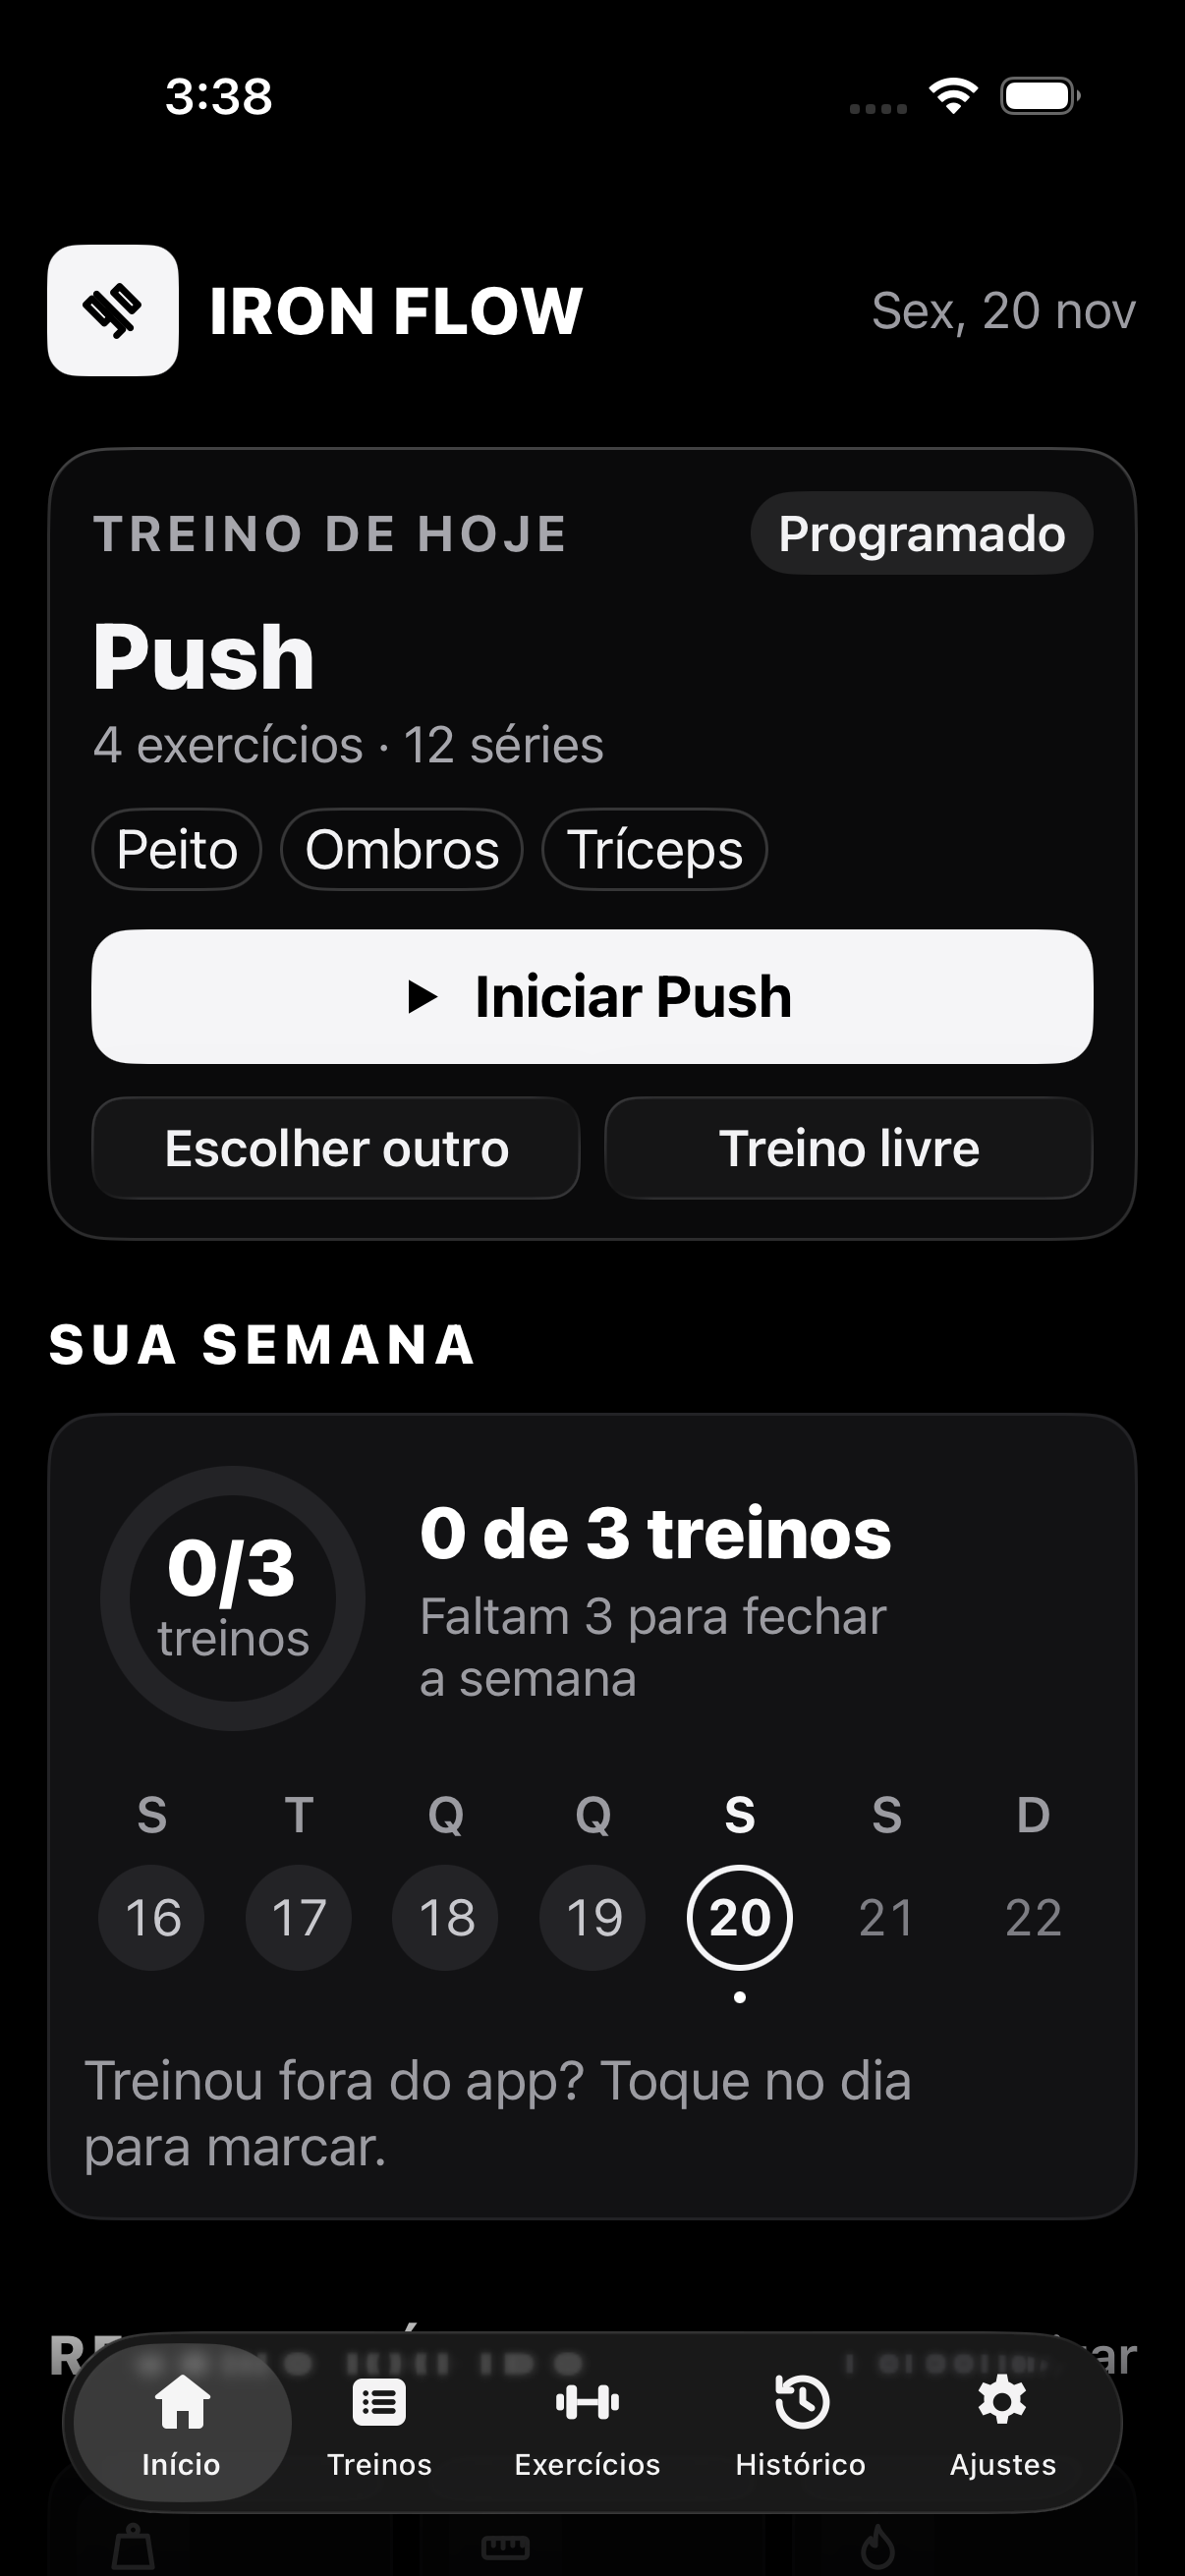 3:38
IRON FLOW
Sex, 20 nov
TREINO DE HOJE
Programado
Push
4 exercícios · 12 séries
Peito
Ombros
Tríceps
Iniciar Push
Escolher outro
Treino livre
SUA SEMANA
0/3
treinos
0 de 3 treinos
Faltam 3 para fechar
a semana
S T Q Q S S D
16 17 18 19 20 21 22
Treinou fora do app? Toque no dia
para marcar.
Início
Treinos
Exercícios
Histórico
Ajustes